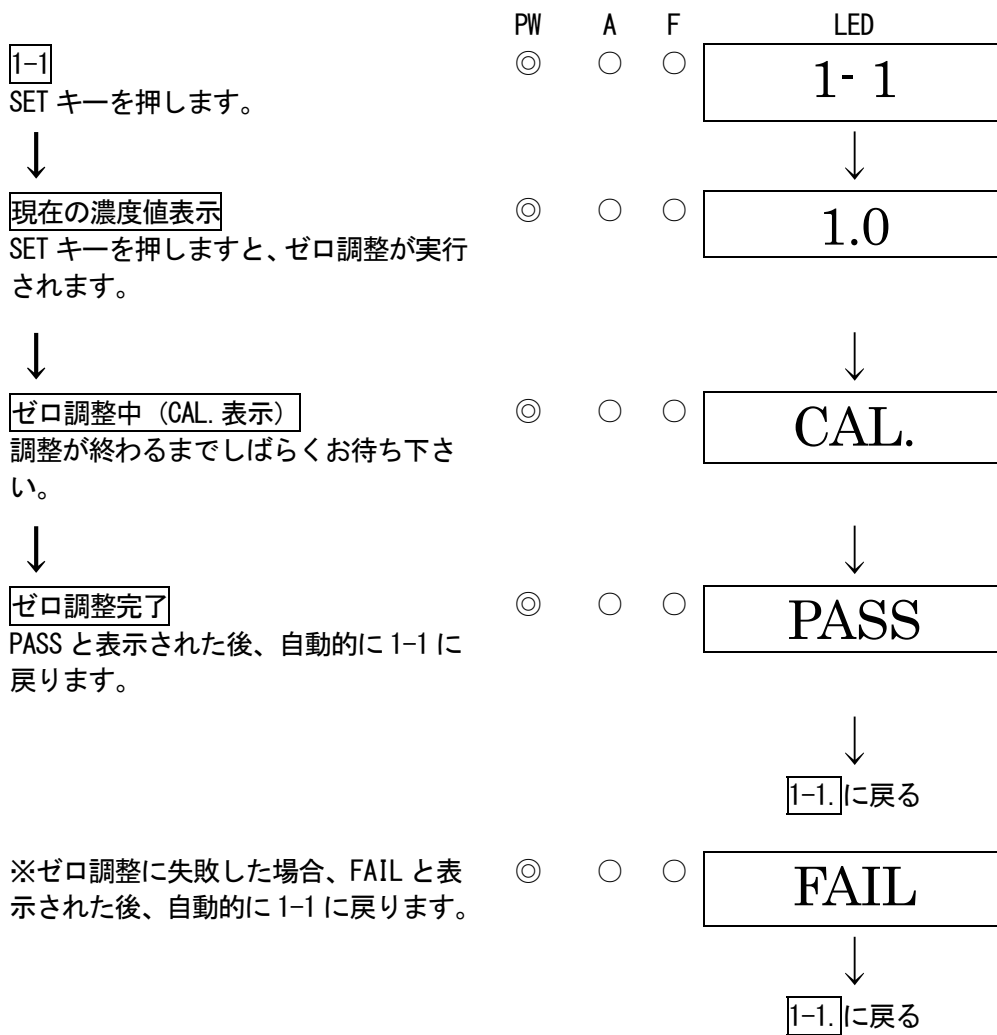 PW A F LED
1-1 ◎ ○ ○ 1- 1
SET キーを押します。
↓ ↓
現在の濃度値表示 ◎ ○ ○ 1.0
SET キーを押しますと、ゼロ調整が実行
されます。
↓ ↓
ゼロ調整中（CAL.表示） ◎ ○ ○ CAL.
調整が終わるまでしばらくお待ち下さ
い。
↓ ↓
ゼロ調整完了 ◎ ○ ○ PASS
PASS と表示された後、自動的に 1-1 に
戻ります。
↓
1-1.に戻る
※ゼロ調整に失敗した場合、FAIL と表 ◎ ○ ○ FAIL
示された後、自動的に 1-1 に戻ります。
↓
1-1.に戻る